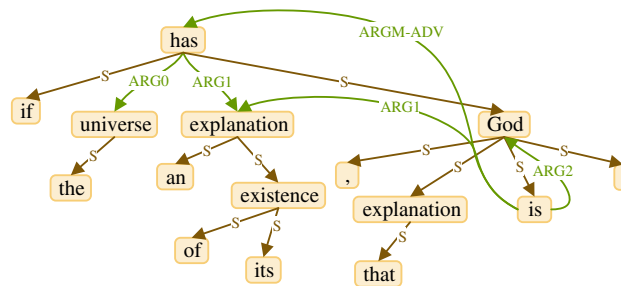 ARGM-ADV
has
S ARG0 ARG1 S
if universe explanation ARG1 God
S S S S S S S
the an , ARG2
existence explanation is
S S S
of its that